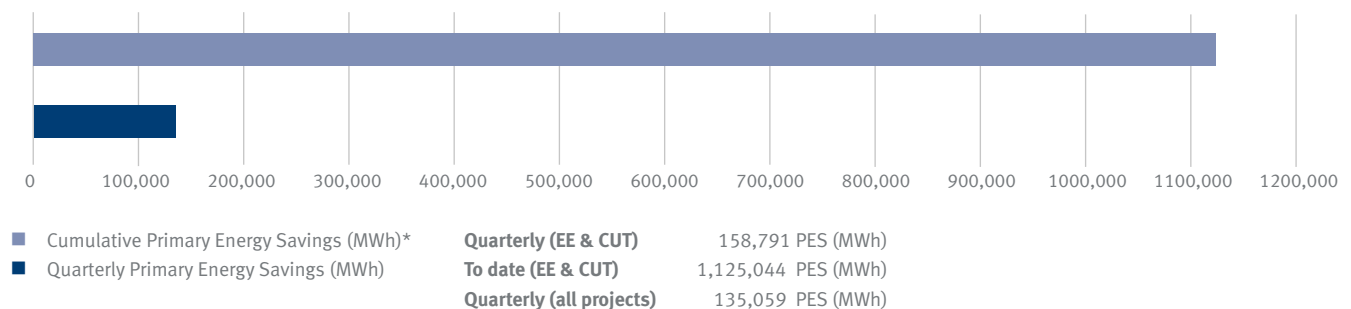 0 100,000 200,000 300,000 400,000 500,000 600,000 700,000 800,000 900,000 1000,000 1100,000 1200,000
Cumulative Primary Energy Savings (MWh)* Quarterly (EE & CUT) 158,791 PES (MWh)
Quarterly Primary Energy Savings (MWh) To date (EE & CUT) 1,125,044 PES (MWh)
Quarterly (all projects) 135,059 PES (MWh)